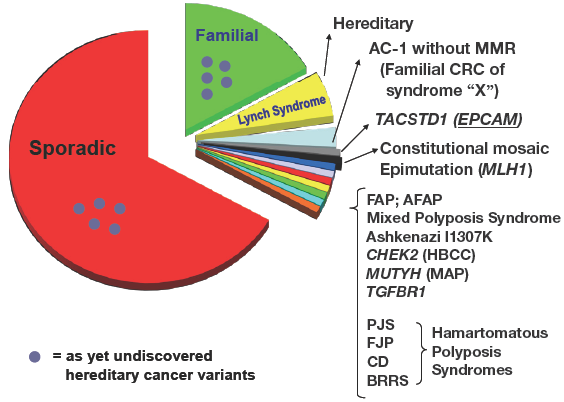 Familial
Hereditary
AC-1 without MMR
(Familial CRC of
syndrome “X”)
Lynch Syndrome
TACSTD1 (EPCAM)
Sporadic
Constitutional mosaic
Epimutation (MLH1)
FAP; AFAP
Mixed Polyposis Syndrome
Ashkenazi I1307K
CHEK2 (HBCC)
MUTYH (MAP)
TGFBR1
PJS
FJP
CD
BRRS
Hamartomatous
Polyposis
Syndromes
= as yet undiscovered
hereditary cancer variants